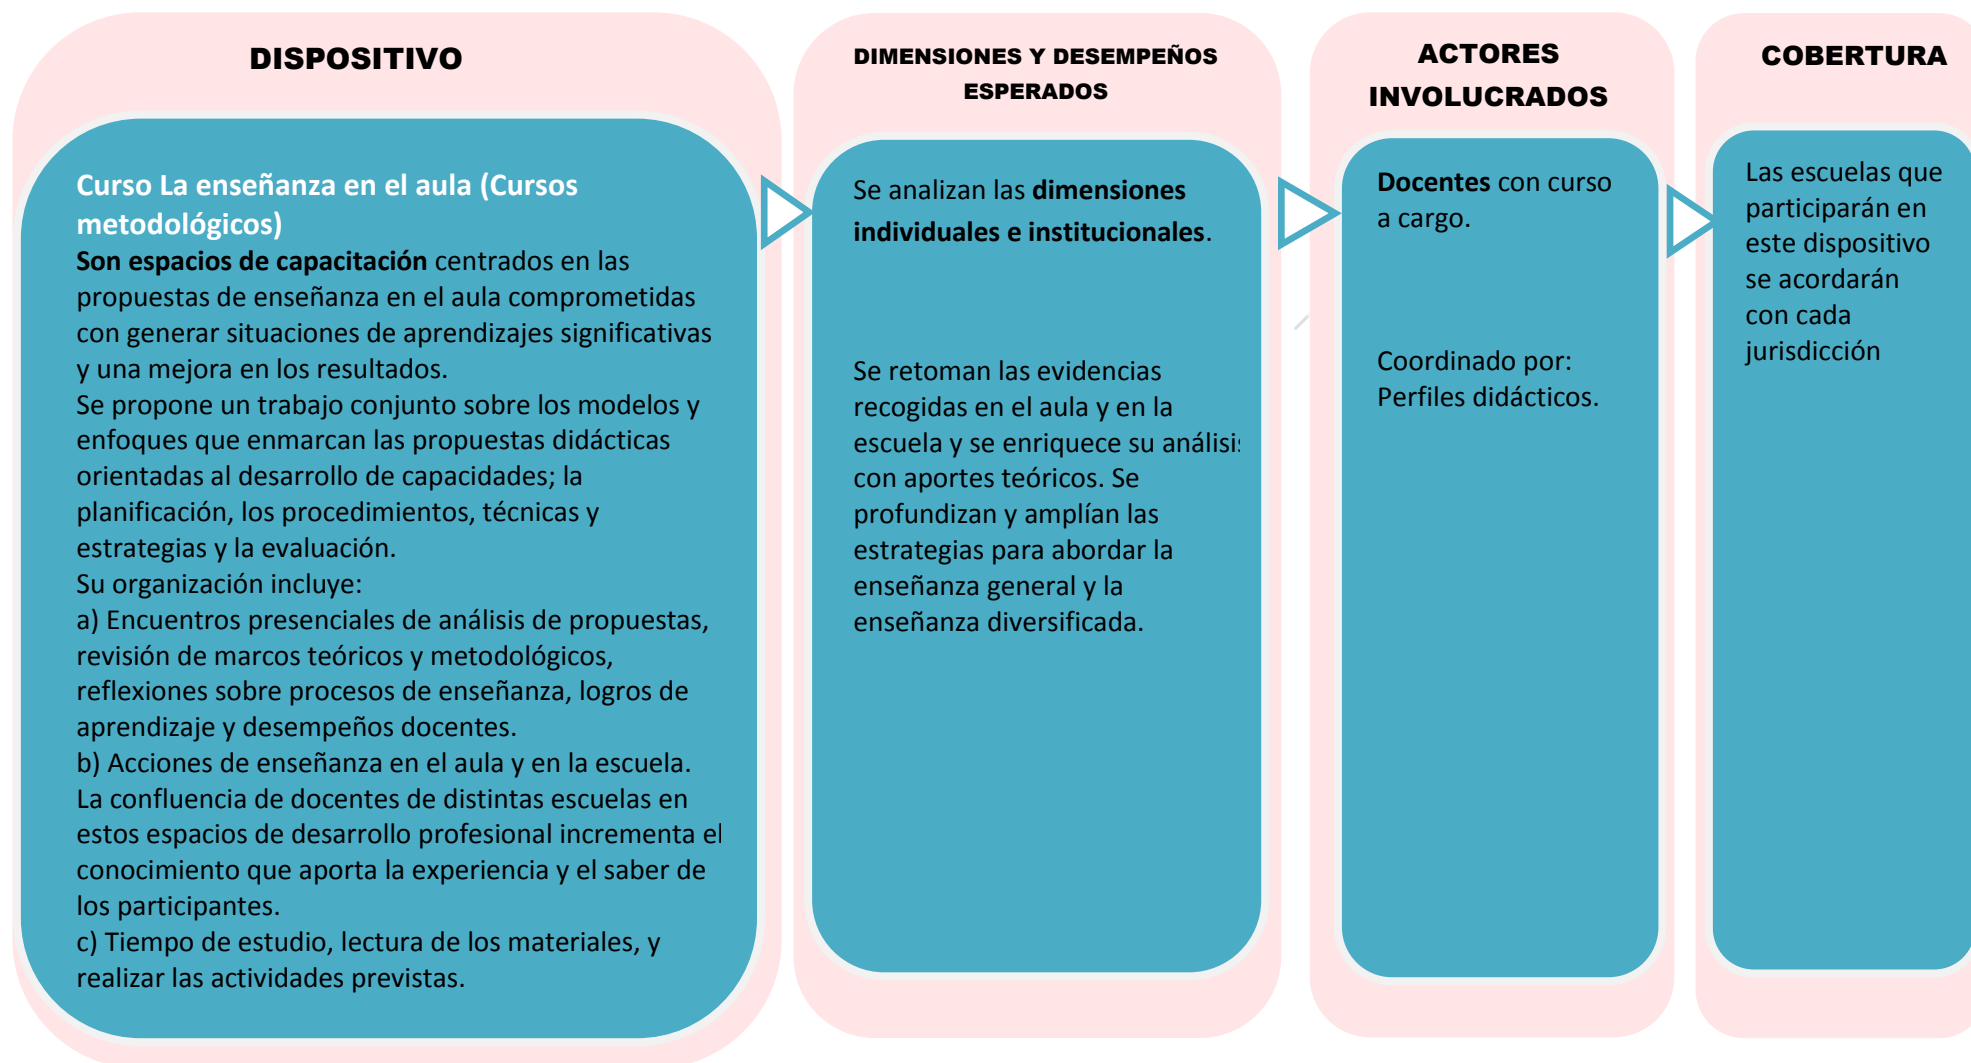 DISPOSITIVO
Curso La enseñanza en el aula (Cursos
metodológicos)
Son espacios de capacitación centrados en las
propuestas de enseñanza en el aula comprometidas
con generar situaciones de aprendizajes significativas
y una mejora en los resultados.
Se propone un trabajo conjunto sobre los modelos y
enfoques que enmarcan las propuestas didácticas
orientadas al desarrollo de capacidades; la
planificación, los procedimientos, técnicas y
estrategias y la evaluación.
Su organización incluye:
a) Encuentros presenciales de análisis de propuestas,
revisión de marcos teóricos y metodológicos,
reflexiones sobre procesos de enseñanza, logros de
aprendizaje y desempeños docentes.
b) Acciones de enseñanza en el aula y en la escuela.
La confluencia de docentes de distintas escuelas en
estos espacios de desarrollo profesional incrementa el
conocimiento que aporta la experiencia y el saber de
los participantes.
c) Tiempo de estudio, lectura de los materiales, y
realizar las actividades previstas.
DIMENSIONES Y DESEMPEÑOS
ESPERADOS
Se analizan las dimensiones
individuales e institucionales.
Se retoman las evidencias
recogidas en el aula y en la
escuela y se enriquece su análisis
con aportes teóricos. Se
profundizan y amplían las
estrategias para abordar la
enseñanza general y la
enseñanza diversificada.
ACTORES
INVOLUCRADOS
Docentes con curso
a cargo.
Coordinado por:
Perfiles didácticos.
COBERTURA
Las escuelas que
participarán en
este dispositivo
se acordarán
con cada
jurisdicción